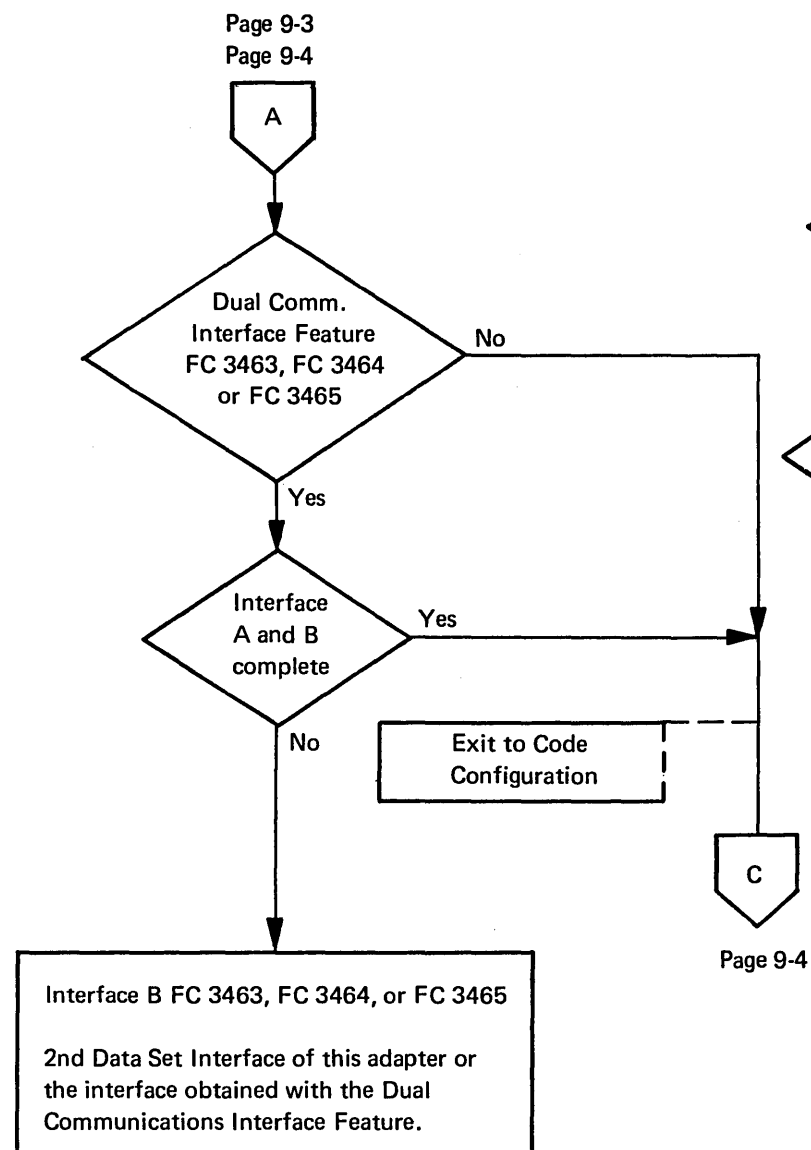 Page 9-3
Page 9-4
A
Dual Comm.
Interface Feature
FC 3463, FC 3464
or FC 3465
No
Yes
Interface
A and B
complete
Yes
No
Exit to Code
Configuration
C
Page 9-4
Interface B FC 3463, FC 3464, or FC 3465
2nd Data Set Interface of this adapter or
the interface obtained with the Dual
Communications Interface Feature.